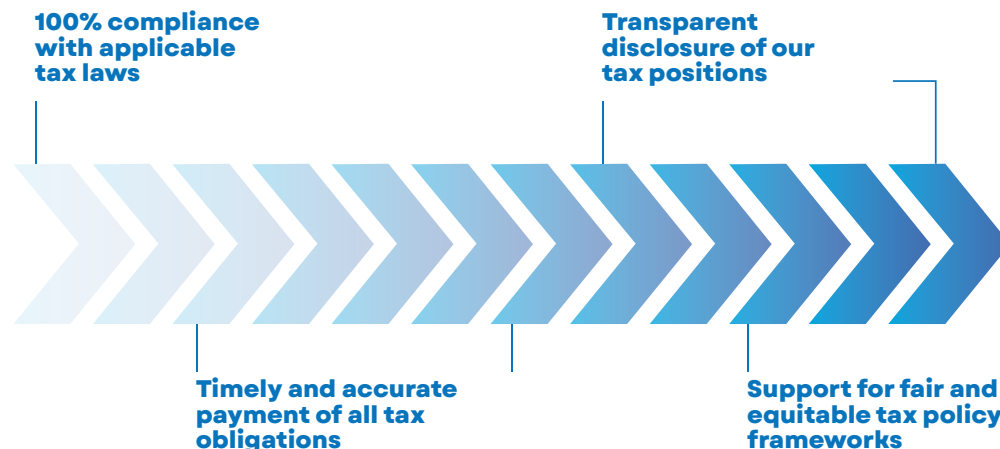 100% compliance
with applicable
tax laws
Transparent
disclosure of our
tax positions
Timely and accurate
payment of all tax
obligations
Support for fair and
equitable tax policy
frameworks